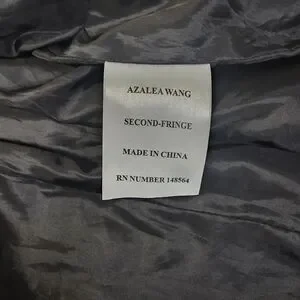 AZALEA WANG
SECOND-FRINGE
MADE IN CHINA
RN NUMBER 148564